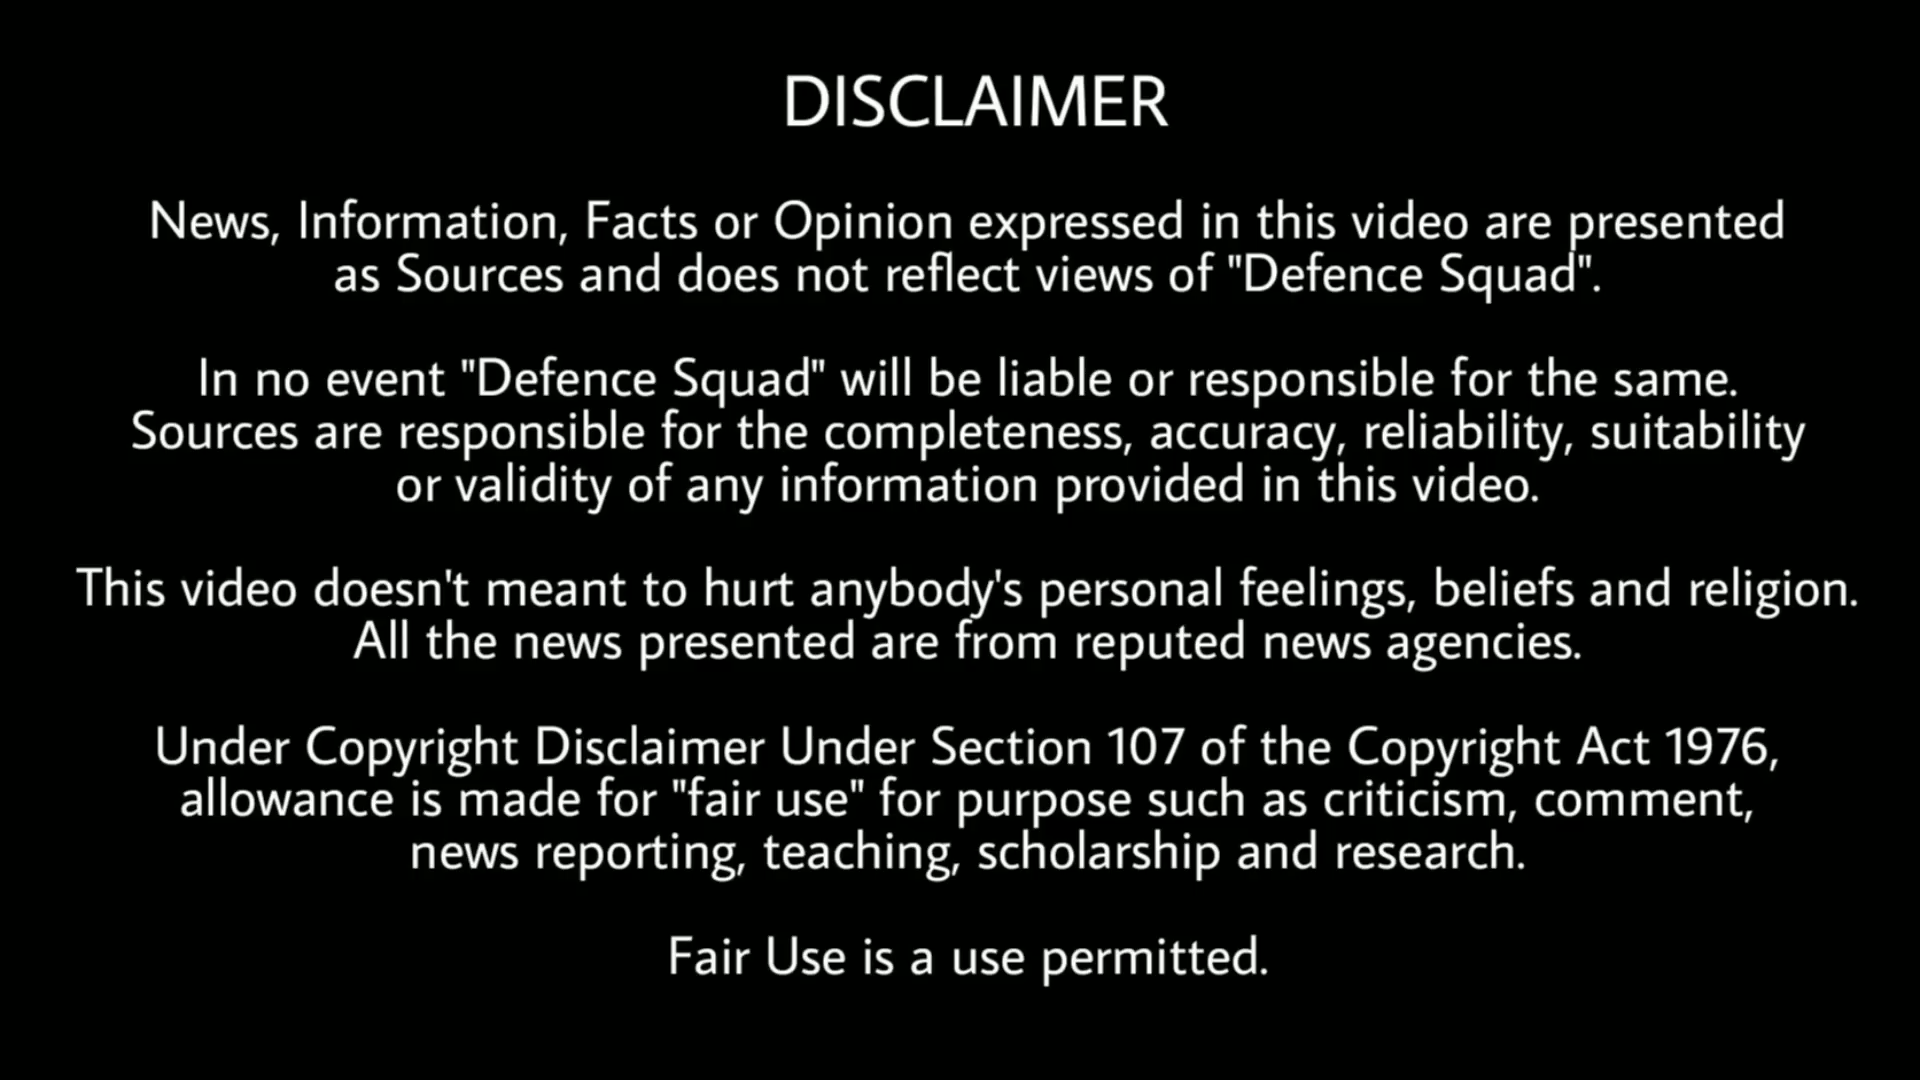 DISCLAIMER
News, Information, Facts or Opinion expressed in this video are presented
as Sources and does not reflect views of "Defence Squad".
In no event "Defence Squad" will be liable or responsible for the same.
Sources are responsible for the completeness, accuracy, reliability, suitability
or validity of any information provided in this video.
This video doesn't meant to hurt anybody's personal feelings, beliefs and religion.
All the news presented are from reputed news agencies.
Under Copyright Disclaimer Under Section 107 of the Copyright Act 1976,
allowance is made for "fair use" for purpose such as criticism, comment,
news reporting, teaching, scholarship and research.
Fair Use is a use permitted.